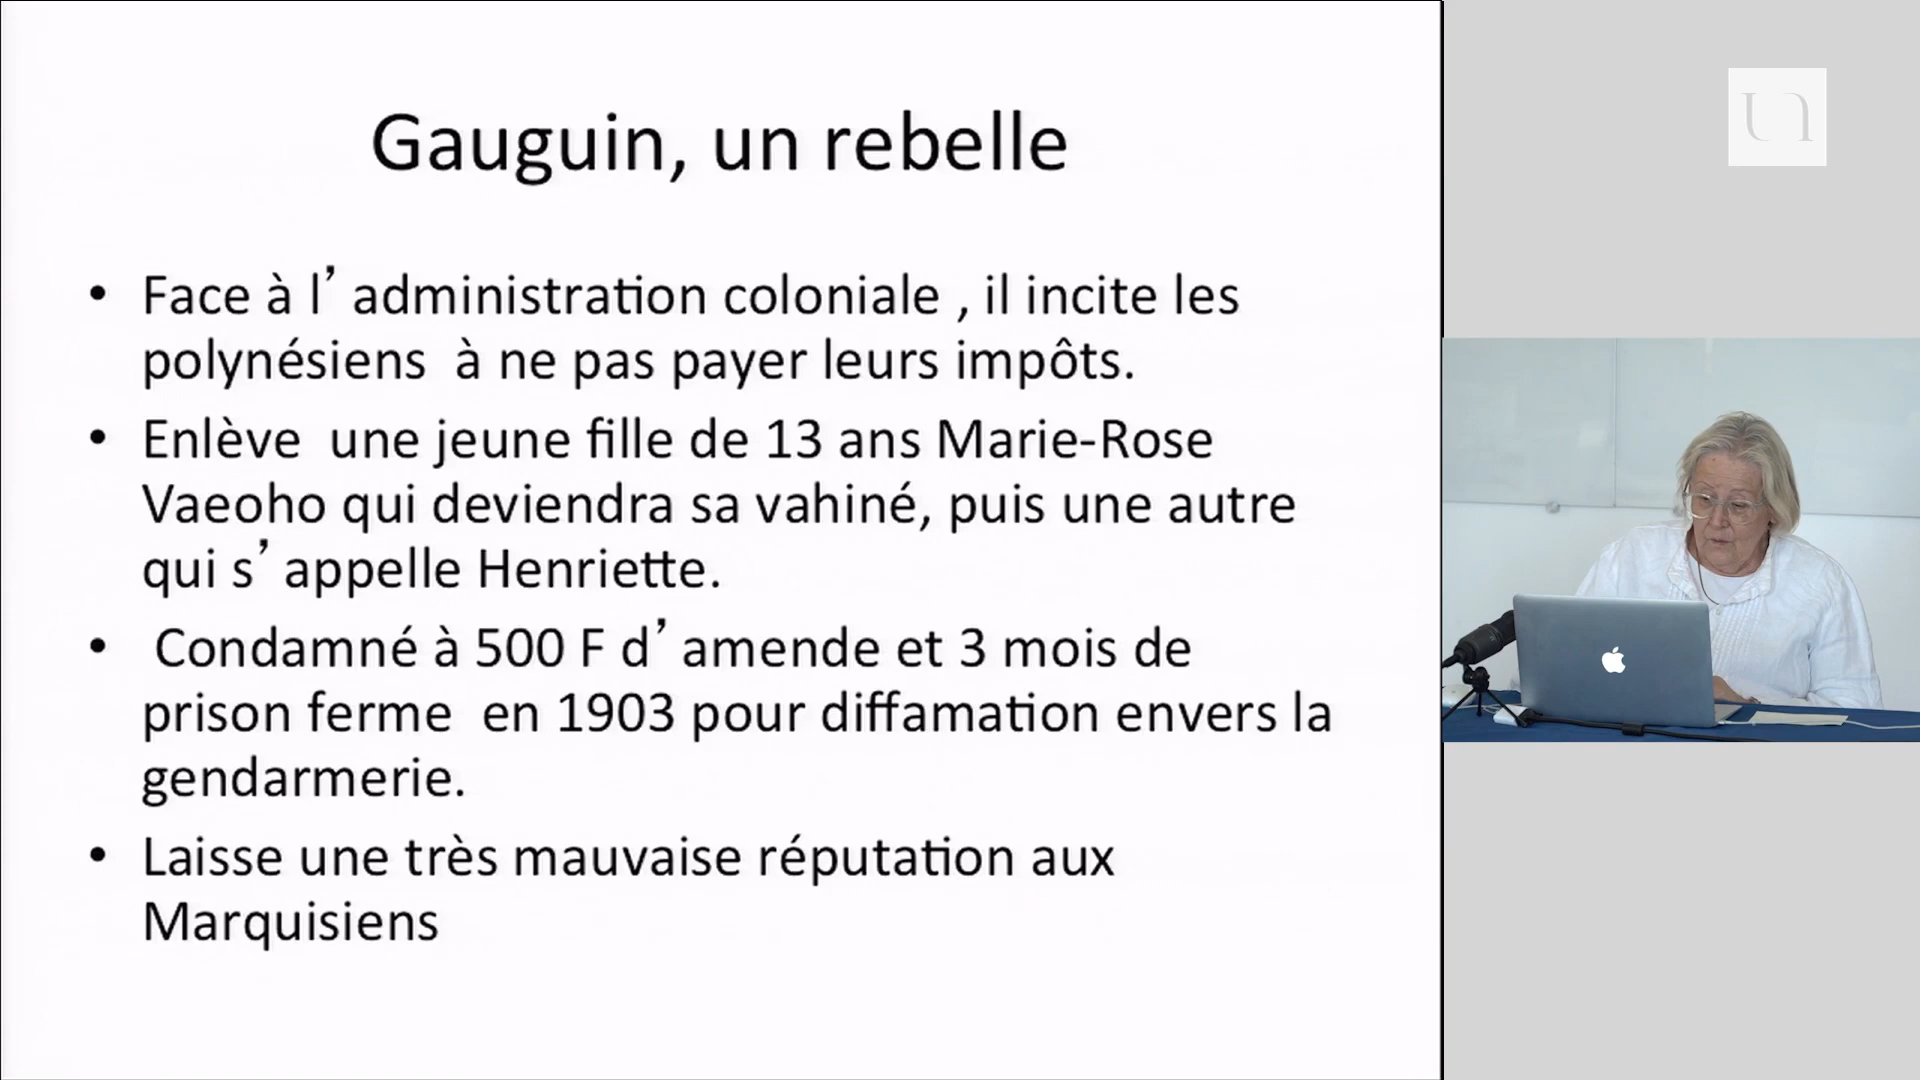 Gauguin, un rebelle
• Face à l’ administration coloniale , il incite les
polynésiens  à ne pas payer leurs impôts.
• Enlève  une jeune fille de 13 ans Marie-Rose
Vaeoho qui deviendra sa vahiné, puis une autre
qui s’ appelle Henriette.
•  Condamné à 500 F d’ amende et 3 mois de
prison ferme  en 1903 pour diffamation envers la
gendarmerie.
• Laisse une très mauvaise réputation aux
Marquisiens
un